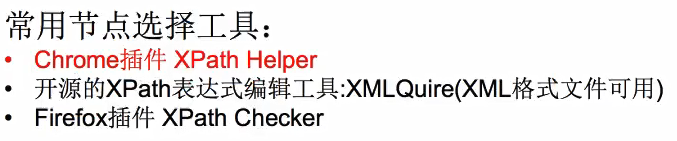 常用节点选择工具：
• Chrome插件 XPath Helper
• 开源的XPath表达式编辑工具:XMLQuire(XML格式文件可用)
• Firefox插件 XPath Checker